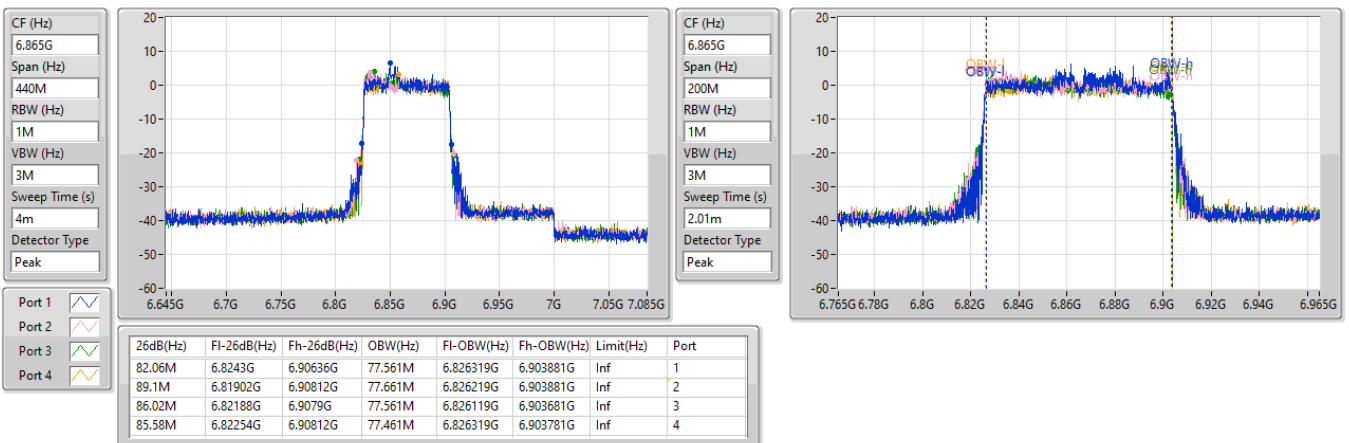 CF (Hz)
6.865G
Span (Hz)
440M
RBW (Hz)
1M
VBW (Hz)
3M
Sweep Time (s)
4m
Detector Type
Peak
20
10
0
-10
-20
-30
-40
-50
-60
6.645G 6.7G 6.75G 6.8G 6.85G 6.9G 6.95G 7G 7.05G 7.085G
CF (Hz)
6.865G
Span (Hz)
200M
RBW (Hz)
1M
VBW (Hz)
3M
Sweep Time (s)
2.01m
Detector Type
Peak
20
10
0
-10
-20
-30
-40
-50
-60
OBW-l
OBW-h
6.765G 6.78G 6.8G 6.82G 6.84G 6.86G 6.88G 6.9G 6.92G 6.94G 6.965G
Port 1
Port 2
Port 3
Port 4
26dB(Hz) Fl-26dB(Hz) Fh-26dB(Hz) OBW(Hz) Fl-OBW(Hz) Fh-OBW(Hz) Limit(Hz) Port
82.06M 6.8243G 6.90636G 77.561M 6.826319G 6.903881G Inf 1
89.1M 6.81902G 6.90812G 77.661M 6.826219G 6.903881G Inf 2
86.02M 6.82188G 6.9079G 77.561M 6.826119G 6.903681G Inf 3
85.58M 6.82254G 6.90812G 77.461M 6.826319G 6.903781G Inf 4